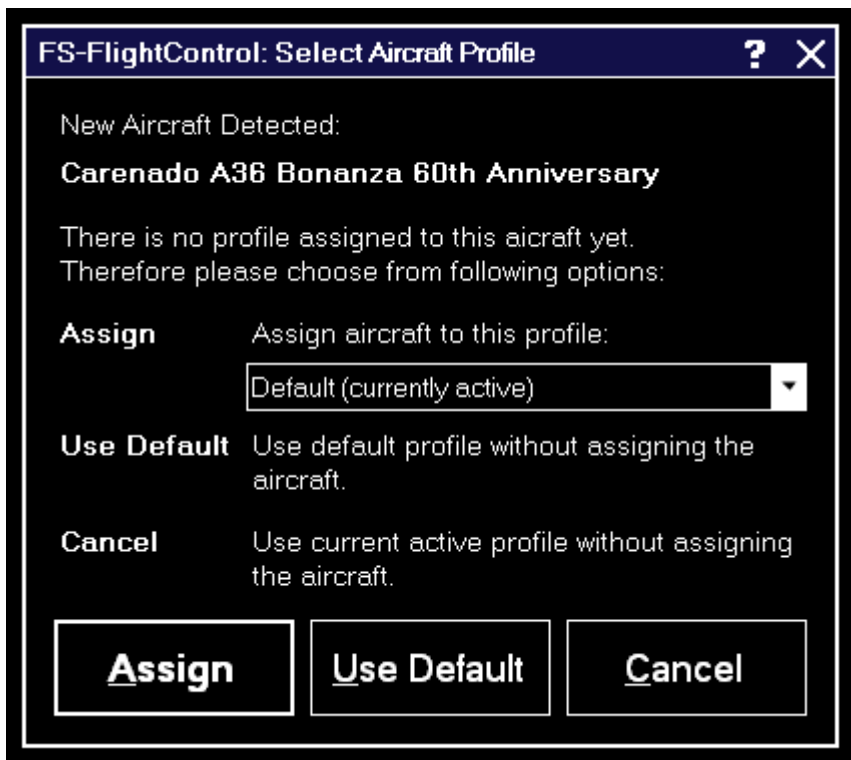 FS-FlightControl: Select Aircraft Profile ? X
New Aircraft Detected:
Carenado A36 Bonanza 60th Anniversary
There is no profile assigned to this aicraft yet.
Therefore please choose from following options:
Assign Assign aircraft to this profile:
Default (currently active)
Use Default Use default profile without assigning the
aircraft.
Cancel Use current active profile without assigning
the aircraft.
Assign Use Default Cancel